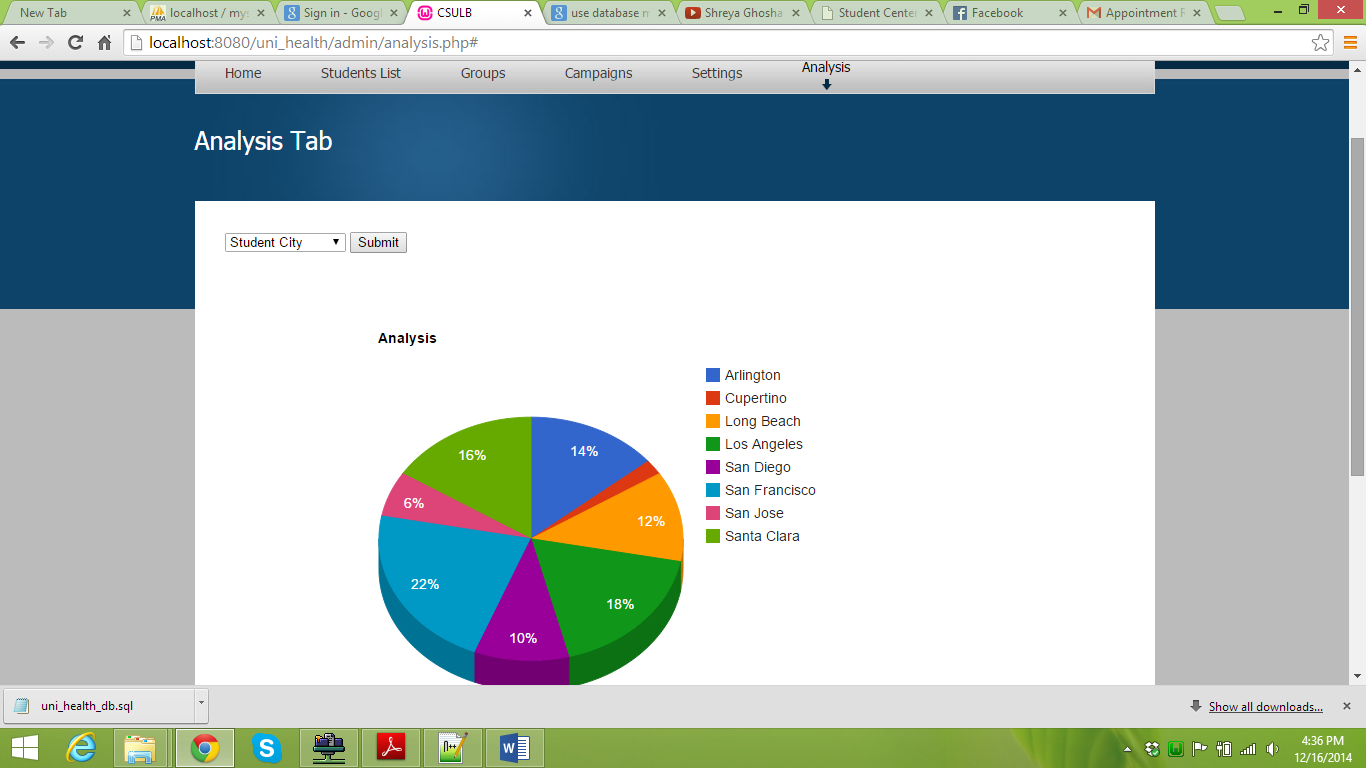 New Tab
localhost / mys
Sign in - Googl
CSULB
use database m
Shreya Ghosha
Student Center
Facebook
Appointment R
localhost:8080/uni_health/admin/analysis.php#
Home Students List Groups Campaigns Settings Analysis
Analysis Tab
Student City Submit
Analysis
Arlington
Cupertino
Long Beach
Los Angeles
San Diego
San Francisco
San Jose
Santa Clara
14%
16%
6%
12%
22%
18%
10%
uni_health_db.sql
Show all downloads...
4:36 PM
12/16/2014